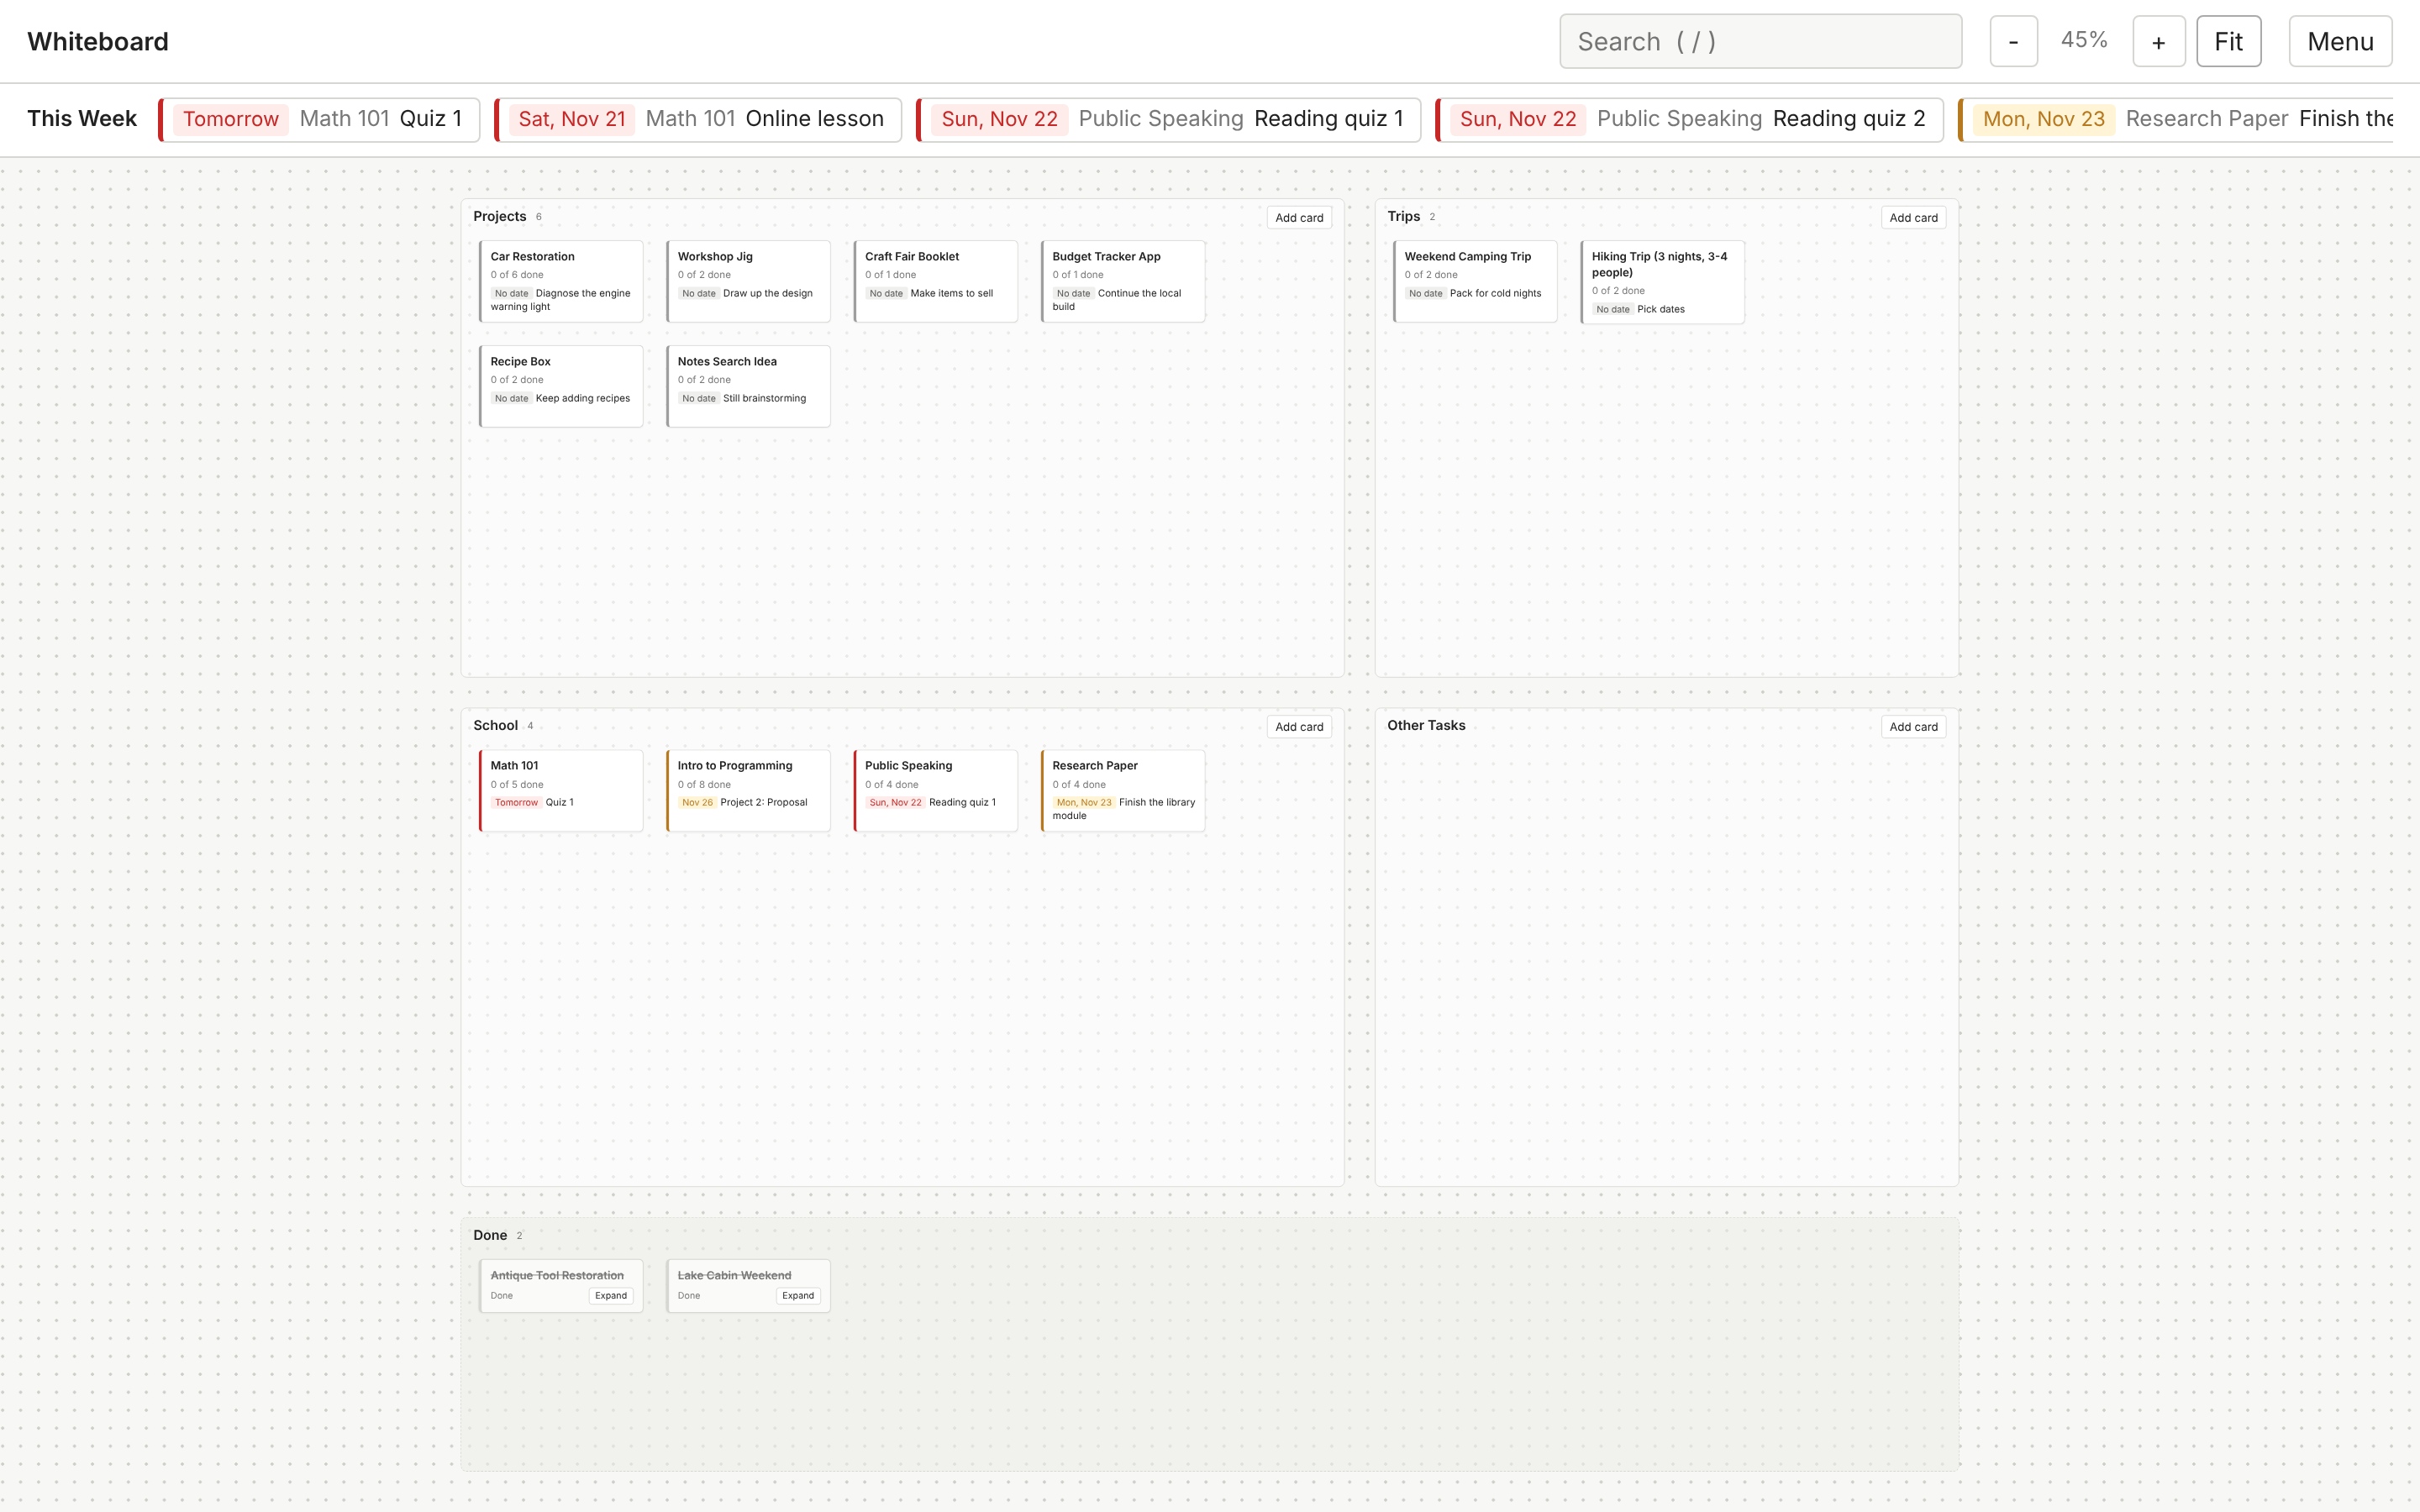 Whiteboard
Search ( / )
- 45% + Fit Menu
This Week
Tomorrow Math 101 Quiz 1
Sat, Nov 21 Math 101 Online lesson
Sun, Nov 22 Public Speaking Reading quiz 1
Sun, Nov 22 Public Speaking Reading quiz 2
Mon, Nov 23 Research Paper Finish the
Projects 6
Add card
Car Restoration
0 of 6 done
No date Diagnose the engine
warning light
Workshop Jig
0 of 2 done
No date Draw up the design
Craft Fair Booklet
0 of 1 done
No date Make items to sell
Budget Tracker App
0 of 1 done
No date Continue the local
build
Recipe Box
0 of 2 done
No date Keep adding recipes
Notes Search Idea
0 of 2 done
No date Still brainstorming
Trips 2
Add card
Weekend Camping Trip
0 of 2 done
No date Pack for cold nights
Hiking Trip (3 nights, 3-4
people)
0 of 2 done
No date Pick dates
School 4
Add card
Math 101
0 of 5 done
Tomorrow Quiz 1
Intro to Programming
0 of 8 done
Nov 26 Project 2: Proposal
Public Speaking
0 of 4 done
Sun, Nov 22 Reading quiz 1
Research Paper
0 of 4 done
Mon, Nov 23 Finish the library
module
Other Tasks
Add card
Done 2
Antique Tool Restoration
Done Expand
Lake Cabin Weekend
Done Expand